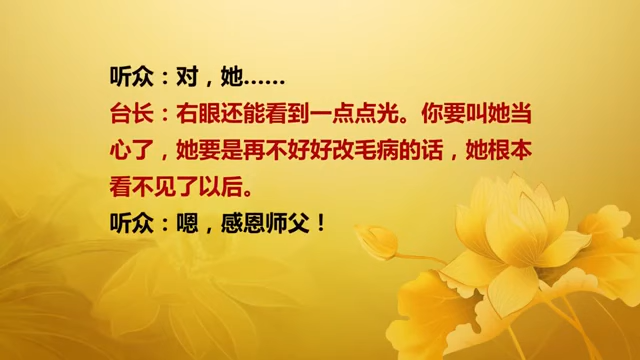 听众：对，她……
台长：右眼还能看到一点点光。你要叫她当
心了，她要是再不好好改毛病的话，她根本
看不见了以后。
听众：嗯，感恩师父！